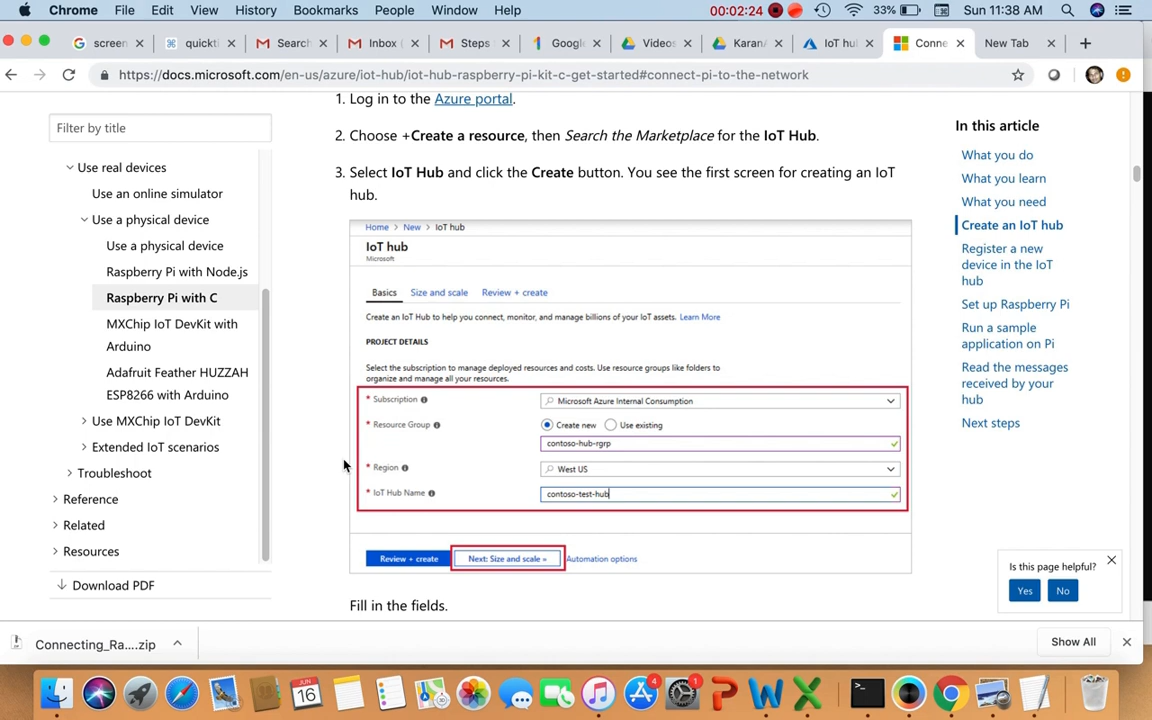 Chrome File Edit View History Bookmarks People Window Help 00:02:24 33% Sun 11:38 AM
screen quickti Search Inbox ( Steps Google Videos KaranA IoT hu Conne New Tab
https://docs.microsoft.com/en-us/azure/iot-hub/iot-hub-raspberry-pi-kit-c-get-started#connect-pi-to-the-network
Filter by title
Use real devices
Use an online simulator
Use a physical device
Use a physical device
Raspberry Pi with Node.js
Raspberry Pi with C
MXChip IoT DevKit with
Arduino
Adafruit Feather HUZZAH
ESP8266 with Arduino
Use MXChip IoT DevKit
Extended IoT scenarios
Troubleshoot
Reference
Related
Resources
Download PDF
1. Log in to the Azure portal.
2. Choose +Create a resource, then Search the Marketplace for the IoT Hub.
3. Select IoT Hub and click the Create button. You see the first screen for creating an IoT
hub.
Home > New > IoT hub
IoT hub
Microsoft
Basics Size and scale Review + create
Create an IoT Hub to help you connect, monitor, and manage billions of your IoT assets. Learn More
PROJECT DETAILS
Select the subscription to manage deployed resources and costs. Use resource groups like folders to
organize and manage all your resources.
* Subscription Microsoft Azure Internal Consumption
* Resource Group Create new Use existing
contoso-hub-rgrp
* Region West US
* IoT Hub Name contoso-test-hub
Review + create Next: Size and scale » Automation options
Fill in the fields.
In this article
What you do
What you learn
What you need
Create an IoT hub
Register a new
device in the IoT
hub
Set up Raspberry Pi
Run a sample
application on Pi
Read the messages
received by your
hub
Next steps
Is this page helpful?
Yes No
Connecting_Ra....zip Show All
JUN
16
4
1